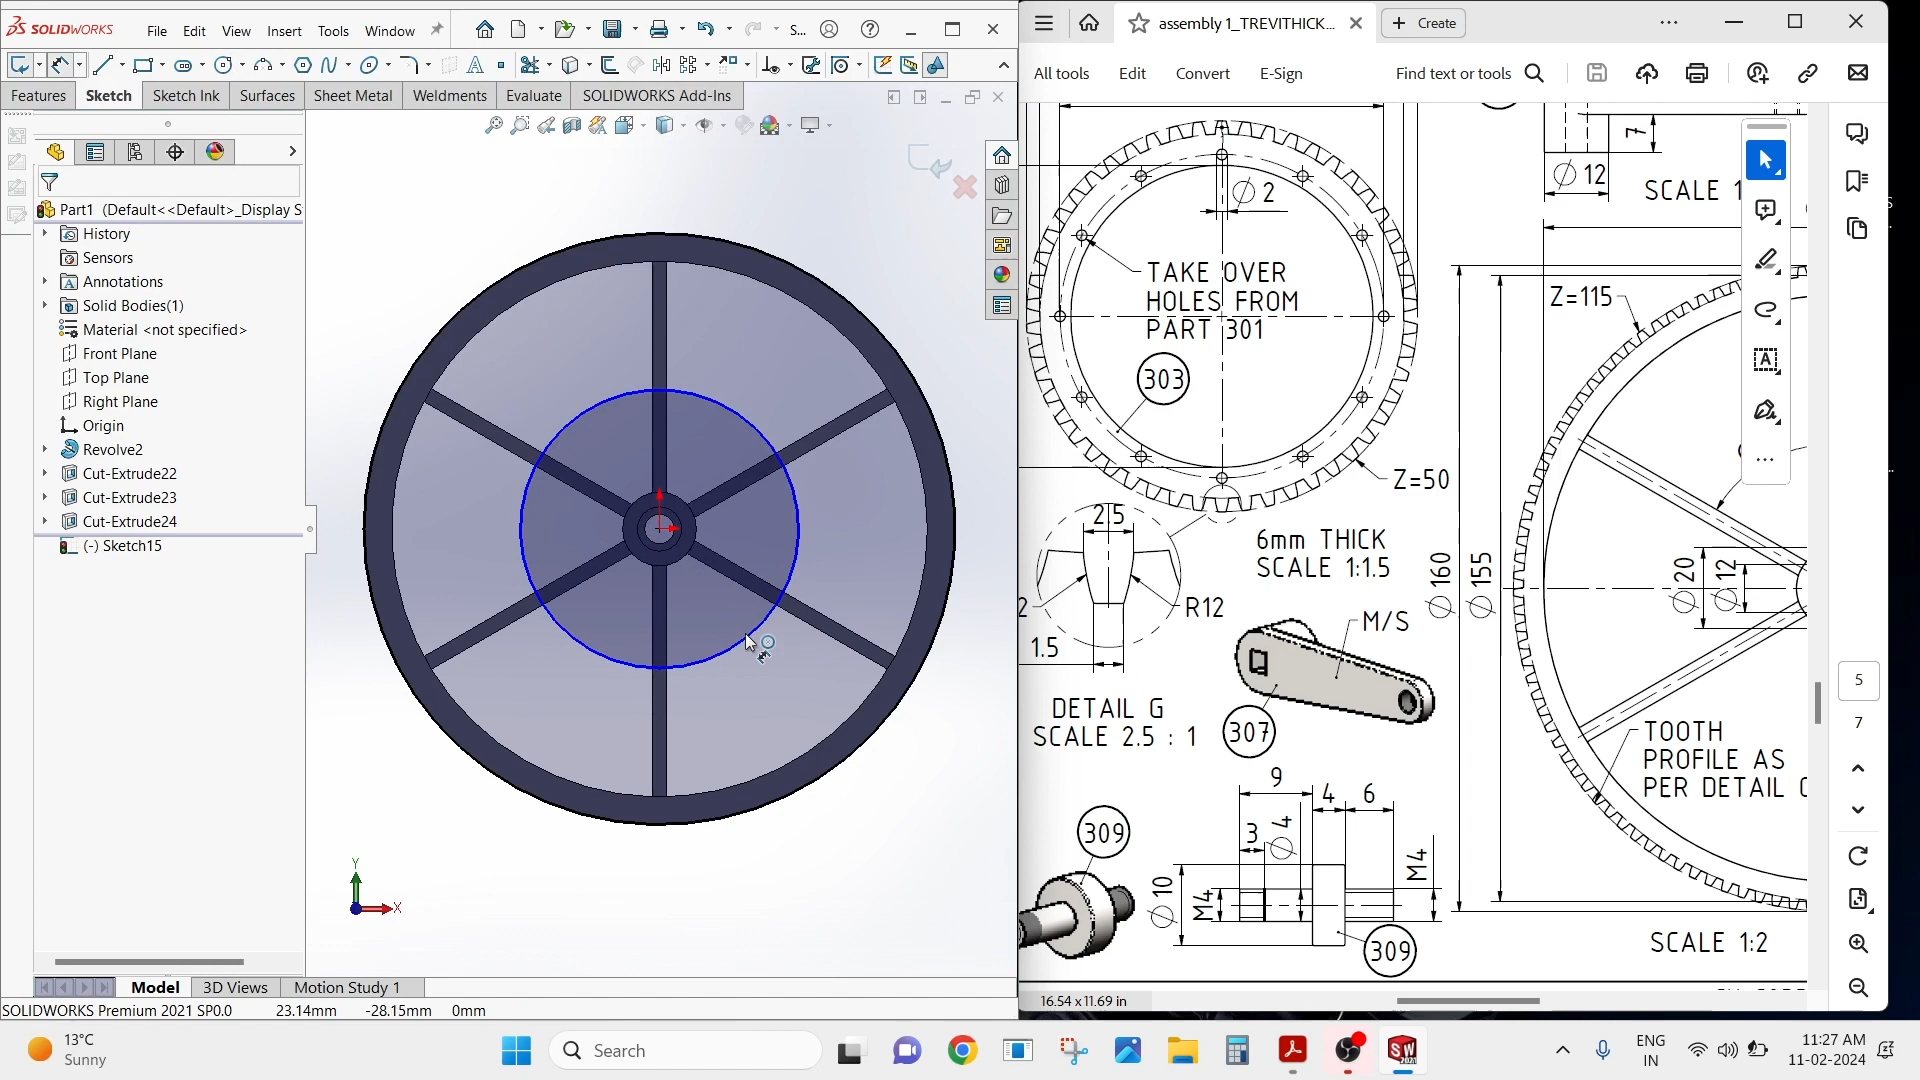 SOLIDWORKS
File Edit View Insert Tools Window
S...
Features Sketch Sketch Ink Surfaces Sheet Metal Weldments Evaluate SOLIDWORKS Add-Ins
Part1 (Default<<Default>_Display S
History
Sensors
Annotations
Solid Bodies(1)
Material <not specified>
Front Plane
Top Plane
Right Plane
Origin
Revolve2
Cut-Extrude22
Cut-Extrude23
Cut-Extrude24
(-) Sketch15
Y
X
Model 3D Views Motion Study 1
SOLIDWORKS Premium 2021 SP0.0 23.14mm -28.15mm 0mm
assembly 1_TREVITHICK... Create
All tools Edit Convert E-Sign Find text or tools
∅ 2
TAKE OVER
HOLES FROM
PART 301
303
Z=50
2.5
2
R12
1.5
DETAIL G
SCALE 2.5 : 1
6mm THICK
SCALE 1:1.5
M/S
307
309
9
4 6
3 ∅ 4
∅ 10
M4
M4
309
7
∅ 12
SCALE 1
Z=115
∅ 160
∅ 155
∅ 20
∅ 12
TOOTH
PROFILE AS
PER DETAIL G
SCALE 1:2
5
7
16.54 x 11.69 in
13°C
Sunny
Search
ENG
IN
11:27 AM
11-02-2024